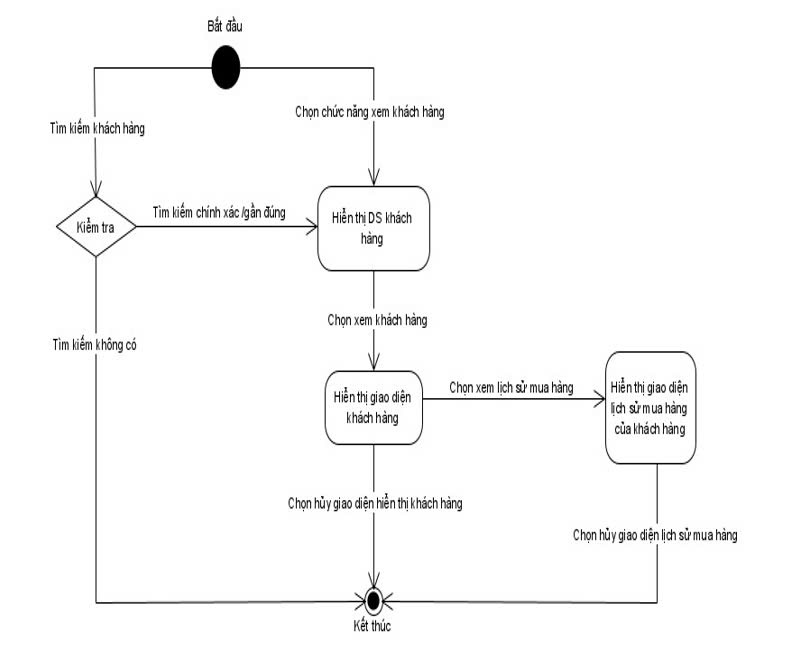 Bắt đầu
Chọn chức năng xem khách hàng
Tìm kiếm khách hàng
Kiểm tra
Tìm kiếm chính xác /gần đúng
Hiển thị DS khách
hàng
Chọn xem khách hàng
Tìm kiếm không có
Hiển thị giao diện
khách hàng
Chọn xem lịch sử mua hàng
Hiển thị giao diện
lịch sử mua hàng
của khách hàng
Chọn hủy giao diện hiển thị khách hàng
Chọn hủy giao diện lịch sử mua hàng
Kết thúc